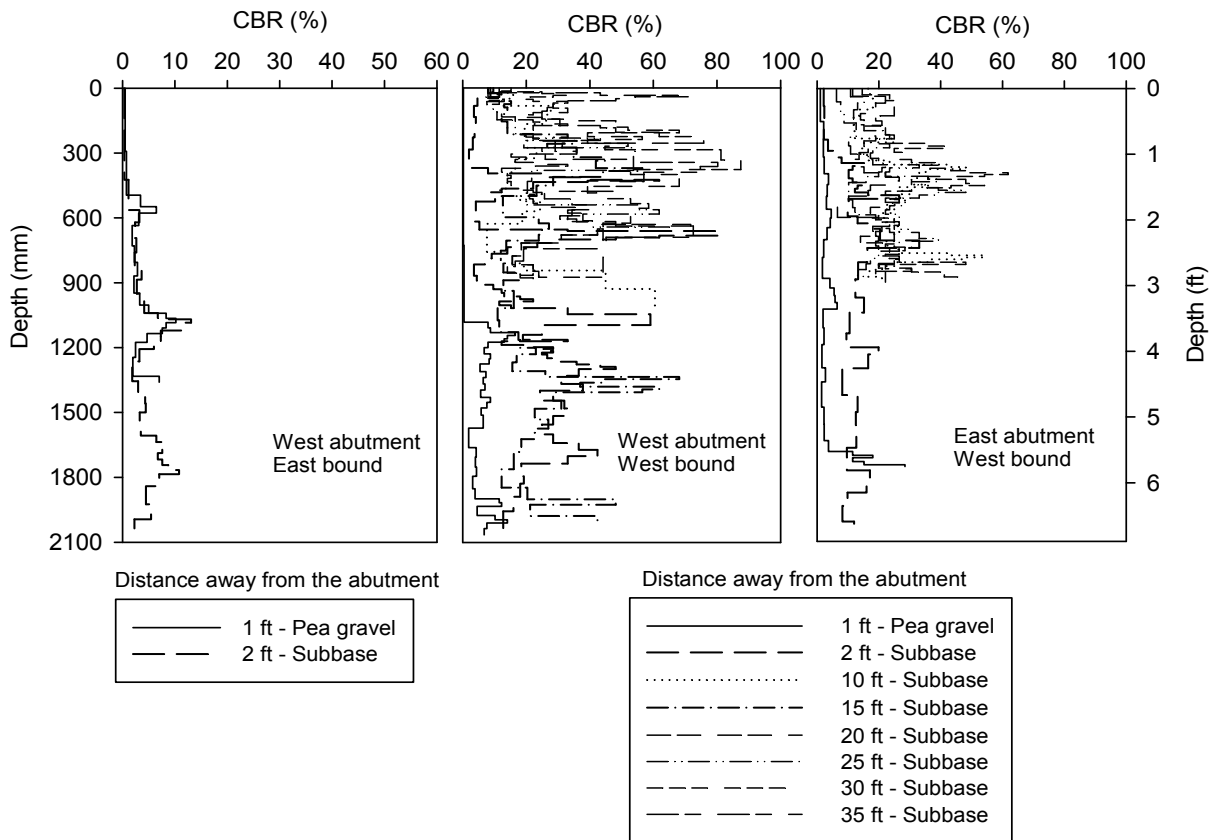 CBR (%)
0 10 20 30 40 50 60
Depth (mm)
0
300
600
900
1200
1500
1800
2100
West abutment
East bound
CBR (%)
0 20 40 60 80 100
West abutment
West bound
CBR (%)
0 20 40 60 80 100
East abutment
West bound
0
1
2
3
4
5
6
Depth (ft)
Distance away from the abutment
1 ft - Pea gravel
2 ft - Subbase
Distance away from the abutment
1 ft - Pea gravel
2 ft - Subbase
10 ft - Subbase
15 ft - Subbase
20 ft - Subbase
25 ft - Subbase
30 ft - Subbase
35 ft - Subbase